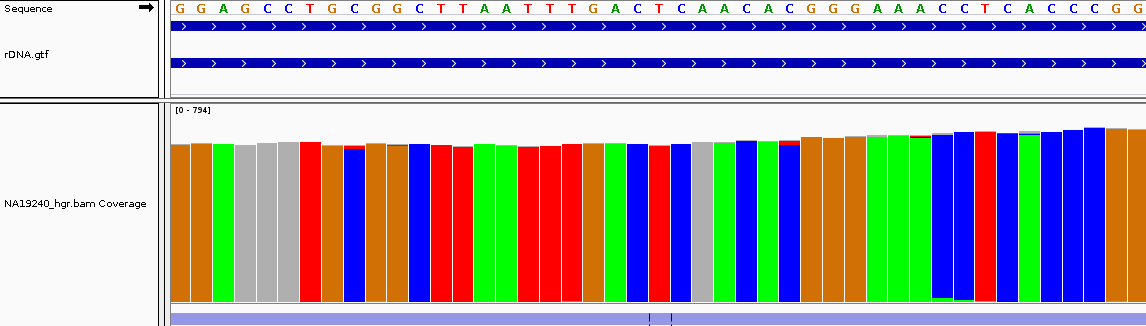 Sequence G G A G C C T G C G G C T T A A T T T G A C T C A A C A C G G G A A A C C T C A C C C G G
rDNA.gtf
[0 - 794]
NA19240_hgr.bam Coverage